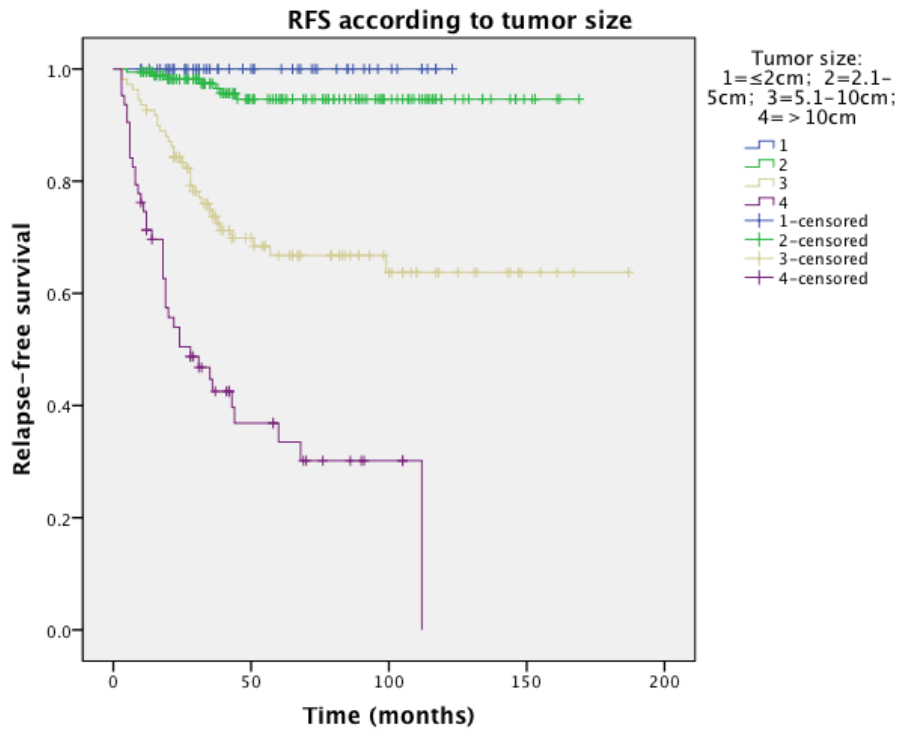 RFS according to tumor size
Tumor size:
1=≤2cm; 2=2.1–
5cm; 3=5.1–10cm;
4=>10cm
1
2
3
4
1-censored
2-censored
3-censored
4-censored
Relapse-free survival
1.0
0.8
0.6
0.4
0.2
0.0
0 50 100 150 200
Time (months)